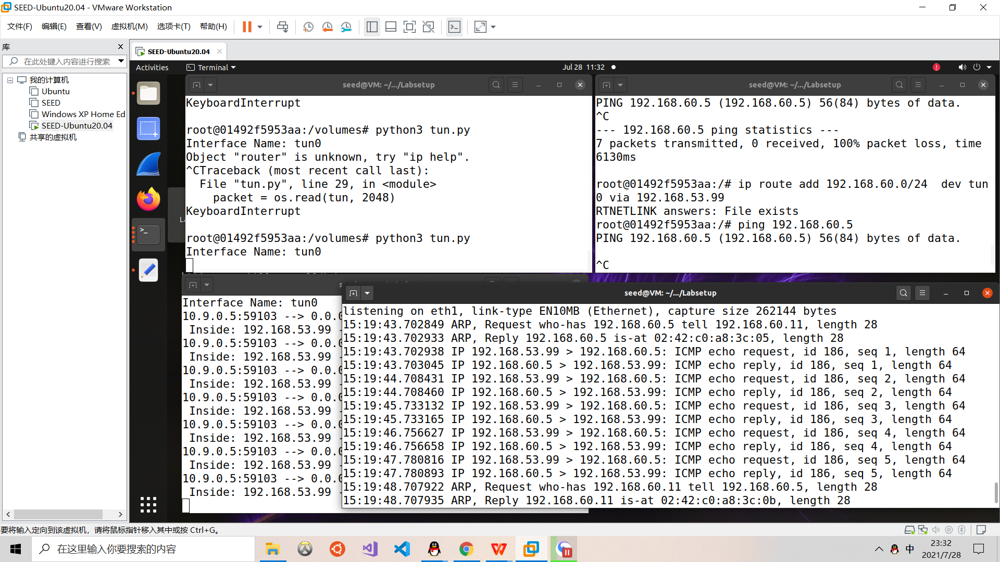 SEED-Ubuntu20.04 - VMware Workstation
文件(F) 编辑(E) 查看(V) 虚拟机(M) 选项卡(T) 帮助(H)
库
在此处键入内容进行搜索
我的计算机
Ubuntu
SEED
Windows XP Home Ed
SEED-Ubuntu20.04
共享的虚拟机
SEED-Ubuntu20.04
Activities
Terminal
Jul 28 11:32
seed@VM: ~/.../Labsetup
KeyboardInterrupt
root@01492f5953aa:/volumes# python3 tun.py
Interface Name: tun0
Object "router" is unknown, try "ip help".
^CTraceback (most recent call last):
  File "tun.py", line 29, in <module>
    packet = os.read(tun, 2048)
KeyboardInterrupt
root@01492f5953aa:/volumes# python3 tun.py
Interface Name: tun0
seed@VM: ~/.../Labsetup
PING 192.168.60.5 (192.168.60.5) 56(84) bytes of data.
^C
--- 192.168.60.5 ping statistics ---
7 packets transmitted, 0 received, 100% packet loss, time
6130ms
root@01492f5953aa:/# ip route add 192.168.60.0/24  dev tun
0 via 192.168.53.99
RTNETLINK answers: File exists
root@01492f5953aa:/# ping 192.168.60.5
PING 192.168.60.5 (192.168.60.5) 56(84) bytes of data.
^C
Interface Name: tun0
10.9.0.5:59103 --> 0.0.0
 Inside: 192.168.53.99 -
10.9.0.5:59103 --> 0.0.0
 Inside: 192.168.53.99 -
10.9.0.5:59103 --> 0.0.0
 Inside: 192.168.53.99 -
10.9.0.5:59103 --> 0.0.0
 Inside: 192.168.53.99 -
10.9.0.5:59103 --> 0.0.0
 Inside: 192.168.53.99 -
10.9.0.5:59103 --> 0.0.0
 Inside: 192.168.53.99 -
10.9.0.5:59103 --> 0.0.0
 Inside: 192.168.53.99 -
seed@VM: ~/.../Labsetup
listening on eth1, link-type EN10MB (Ethernet), capture size 262144 bytes
15:19:43.702849 ARP, Request who-has 192.168.60.5 tell 192.168.60.11, length 28
15:19:43.702933 ARP, Reply 192.168.60.5 is-at 02:42:c0:a8:3c:05, length 28
15:19:43.702938 IP 192.168.53.99 > 192.168.60.5: ICMP echo request, id 186, seq 1, length 64
15:19:43.703045 IP 192.168.60.5 > 192.168.53.99: ICMP echo reply, id 186, seq 1, length 64
15:19:44.708431 IP 192.168.53.99 > 192.168.60.5: ICMP echo request, id 186, seq 2, length 64
15:19:44.708460 IP 192.168.60.5 > 192.168.53.99: ICMP echo reply, id 186, seq 2, length 64
15:19:45.733132 IP 192.168.53.99 > 192.168.60.5: ICMP echo request, id 186, seq 3, length 64
15:19:45.733165 IP 192.168.60.5 > 192.168.53.99: ICMP echo reply, id 186, seq 3, length 64
15:19:46.756627 IP 192.168.53.99 > 192.168.60.5: ICMP echo request, id 186, seq 4, length 64
15:19:46.756658 IP 192.168.60.5 > 192.168.53.99: ICMP echo reply, id 186, seq 4, length 64
15:19:47.780816 IP 192.168.53.99 > 192.168.60.5: ICMP echo request, id 186, seq 5, length 64
15:19:47.780893 IP 192.168.60.5 > 192.168.53.99: ICMP echo reply, id 186, seq 5, length 64
15:19:48.707922 ARP, Request who-has 192.168.60.11 tell 192.168.60.5, length 28
15:19:48.707935 ARP, Reply 192.168.60.11 is-at 02:42:c0:a8:3c:0b, length 28
要将输入定向到该虚拟机，请将鼠标指针移入其中或按 Ctrl+G。
在这里输入你要搜索的内容
中
23:32
2021/7/28